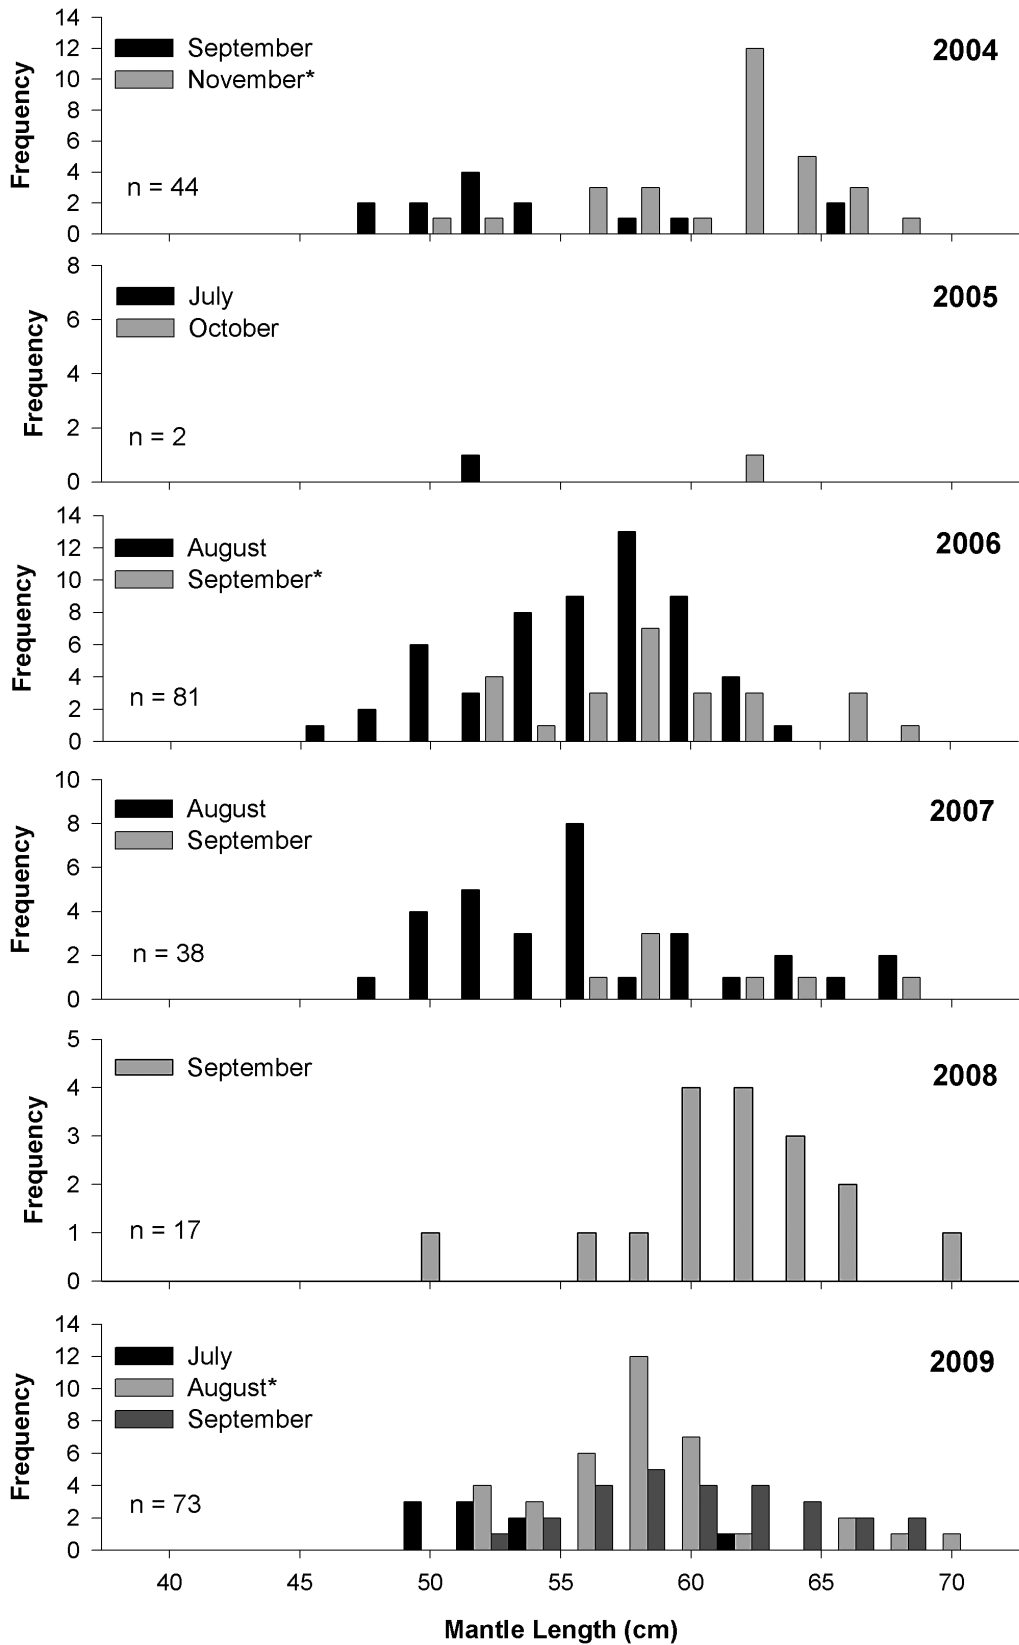 14
12
10
8
6
4
2
0
Frequency
September
November*
2004
n = 44
8
6
4
2
0
Frequency
July
October
2005
n = 2
14
12
10
8
6
4
2
0
Frequency
August
September*
2006
n = 81
10
8
6
4
2
0
Frequency
August
September
2007
n = 38
5
4
3
2
1
0
Frequency
September
2008
n = 17
14
12
10
8
6
4
2
0
Frequency
July
August*
September
2009
n = 73
40 45 50 55 60 65 70
Mantle Length (cm)